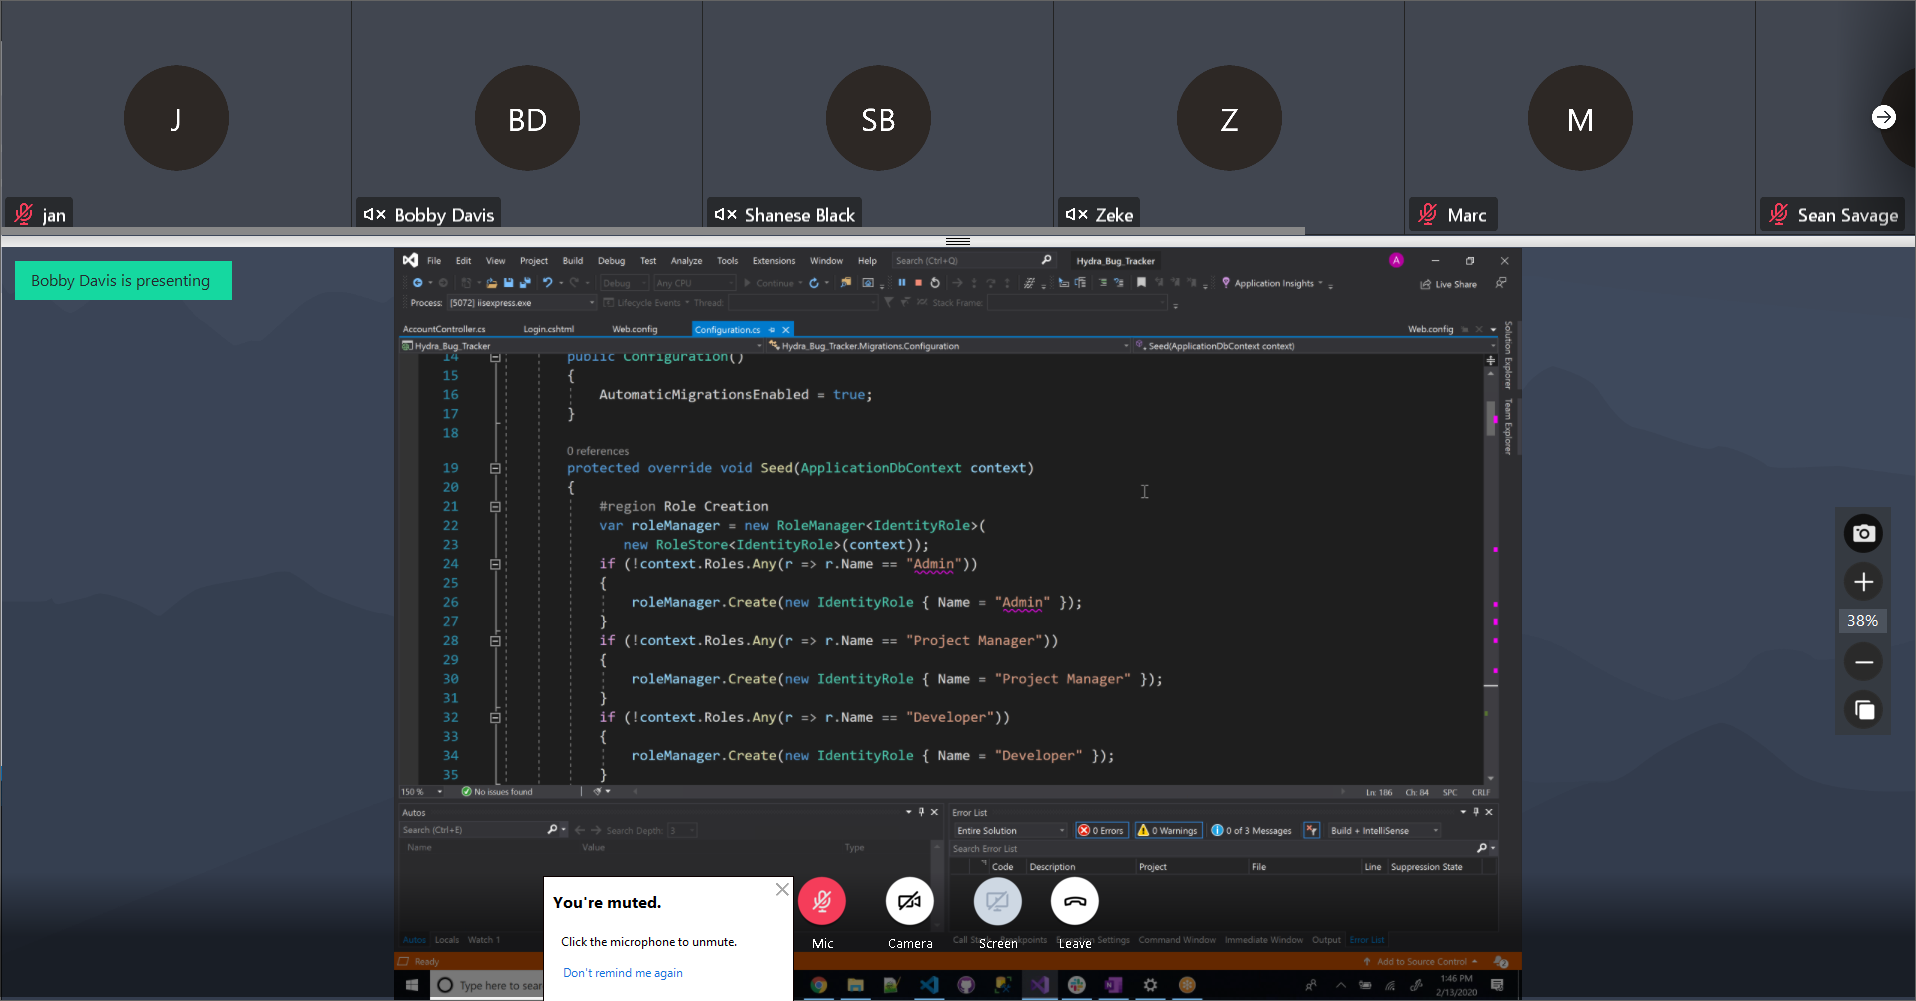 J
BD
SB
Z
M
jan
Bobby Davis
Shanese Black
Zeke
Marc
Sean Savage
Bobby Davis is presenting
File Edit View Project Build Debug Test Analyze Tools Extensions Window Help Search (Ctrl+Q) Hydra_Bug_Tracker A
Debug Any CPU Continue Application Insights Live Share
Process: [5072] iisexpress.exe Lifecycle Events Thread: Stack Frame:
AccountController.cs Login.cshtml Web.config Configuration.cs Web.config
Hydra_Bug_Tracker Hydra_Bug_Tracker.Migrations.Configuration Seed(ApplicationDbContext context)
Solution Explorer
Team Explorer
14 public Configuration()
15 {
16 AutomaticMigrationsEnabled = true;
17 }
18
0 references
19 protected override void Seed(ApplicationDbContext context)
20 {
21 #region Role Creation
22 var roleManager = new RoleManager<IdentityRole>(
23 new RoleStore<IdentityRole>(context));
24 if (!context.Roles.Any(r => r.Name == "Admin"))
25 {
26 roleManager.Create(new IdentityRole { Name = "Admin" });
27 }
28 if (!context.Roles.Any(r => r.Name == "Project Manager"))
29 {
30 roleManager.Create(new IdentityRole { Name = "Project Manager" });
31 }
32 if (!context.Roles.Any(r => r.Name == "Developer"))
33 {
34 roleManager.Create(new IdentityRole { Name = "Developer" });
35 }
38%
150 % No issues found Ln: 186 Ch: 84 SPC CRLF
Autos
Search (Ctrl+E) Search Depth: 3
Name Value Type
Error List
Entire Solution 0 Errors 0 Warnings 0 of 3 Messages Build + IntelliSense
Search Error List
Code Description Project File Line Suppression State
You're muted.
Click the microphone to unmute.
Don't remind me again
Mic Camera Screen Leave
Autos Locals Watch 1
Call Breakpoints Settings Command Window Immediate Window Output Error List
Ready Add to Source Control 2
Type here to sear
1:46 PM
2/13/2020